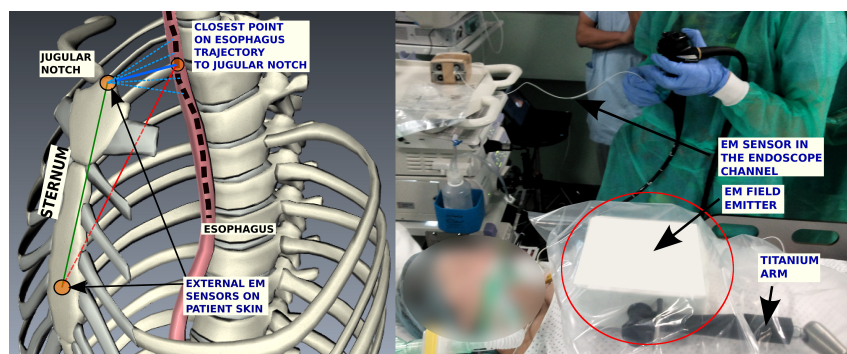 CLOSEST POINT
ON ESOPHAGUS
TRAJECTORY
TO JUGULAR NOTCH
JUGULAR
NOTCH
STERNUM
ESOPHAGUS
EXTERNAL EM
SENSORS ON
PATIENT SKIN
EM SENSOR IN
THE ENDOSCOPE
CHANNEL
EM FIELD
EMITTER
TITANIUM
ARM